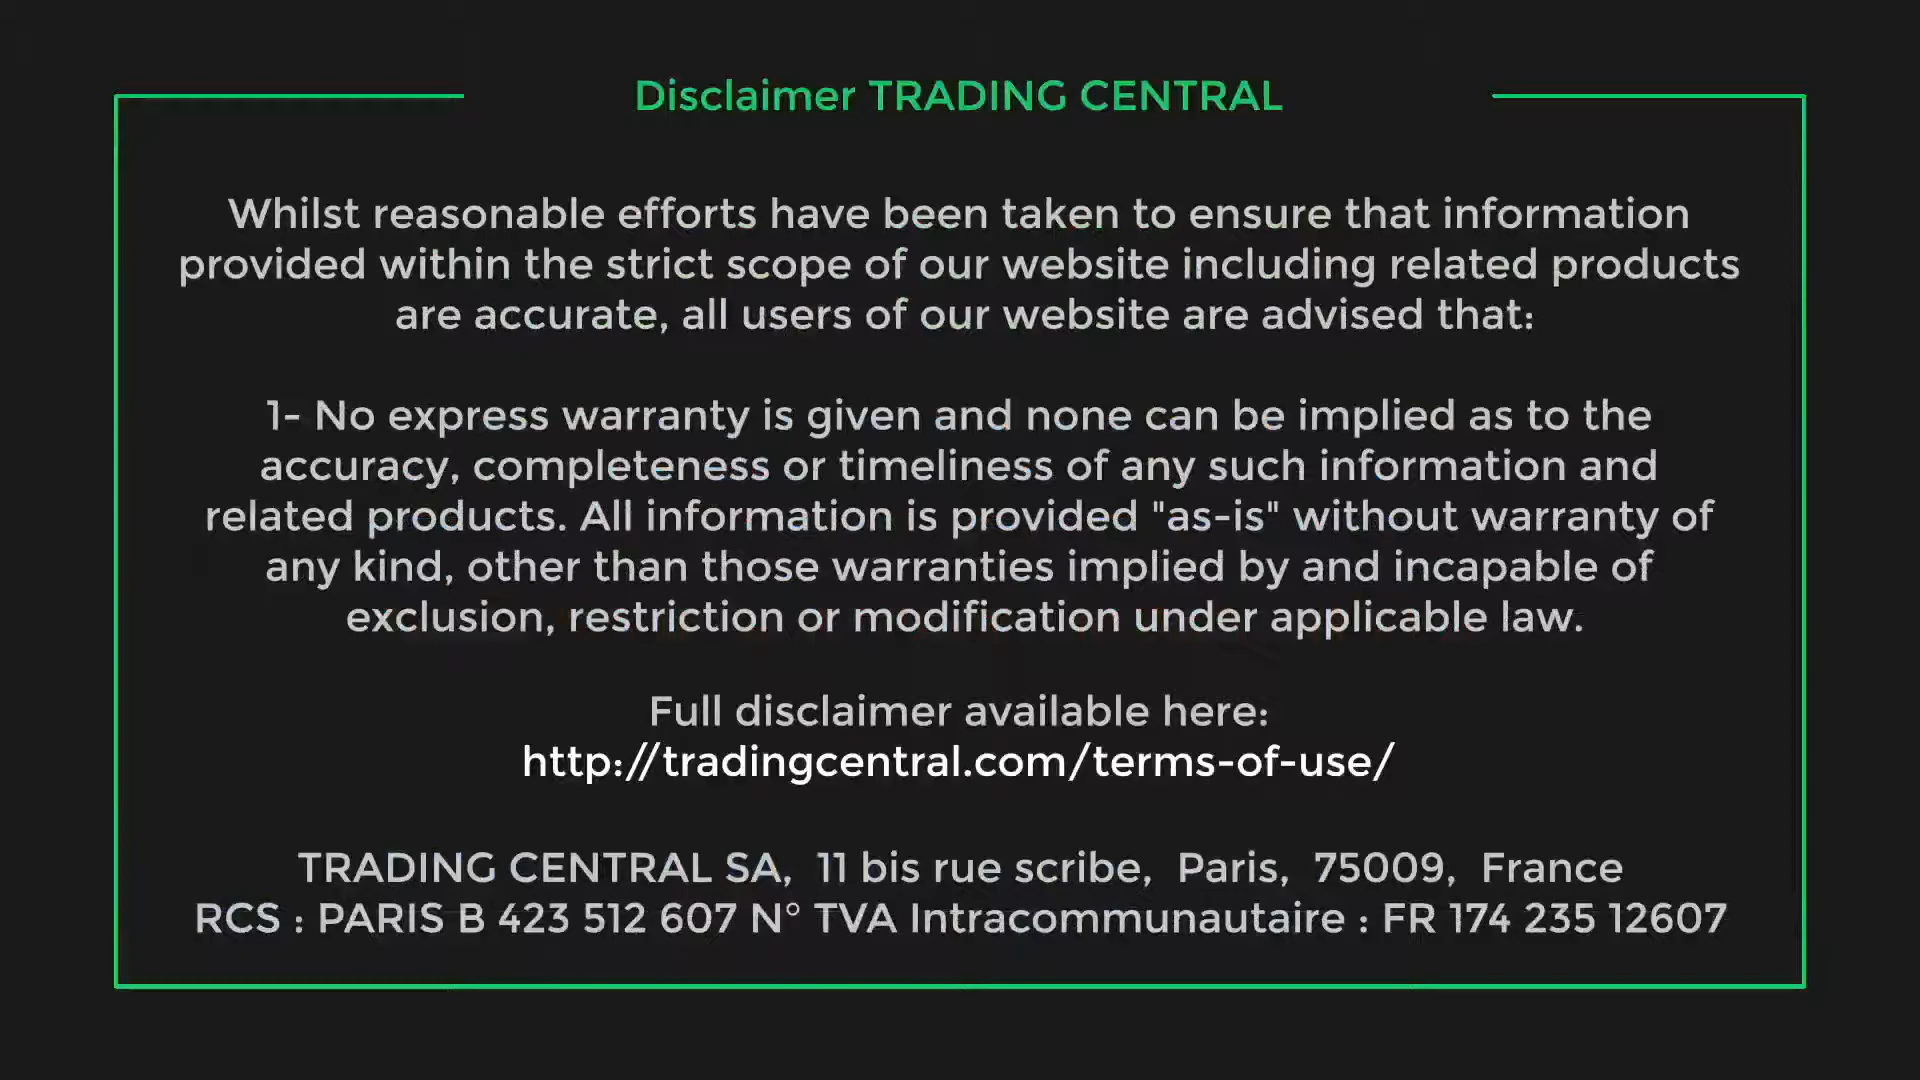 Disclaimer TRADING CENTRAL
Whilst reasonable efforts have been taken to ensure that information
provided within the strict scope of our website including related products
are accurate, all users of our website are advised that:
1- No express warranty is given and none can be implied as to the
accuracy, completeness or timeliness of any such information and
related products. All information is provided "as-is" without warranty of
any kind, other than those warranties implied by and incapable of
exclusion, restriction or modification under applicable law.
Full disclaimer available here:
http://tradingcentral.com/terms-of-use/
TRADING CENTRAL SA, 11 bis rue scribe, Paris, 75009, France
RCS : PARIS B 423 512 607 N° TVA Intracommunautaire : FR 174 235 12607